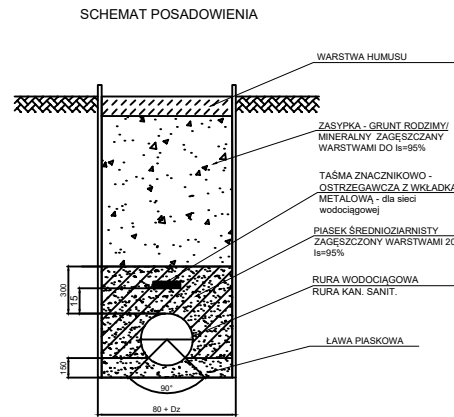 SCHEMAT POSADOWIENIA
WARSTWA HUMUSU
ZASYPKA - GRUNT RODZIMY/
MINERALNY ZAGĘSZCZANY
WARSTWAMI DO Is=95%
TAŚMA ZNACZNIKOWO -
OSTRZEGAWCZA Z WKŁADKĄ
METALOWĄ - dla sieci
wodociągowej
PIASEK ŚREDNIOZIARNISTY
ZAGĘSZCZONY WARSTWAMI 20
Is=95%
RURA WODOCIĄGOWA
RURA KAN. SANIT.
ŁAWA PIASKOWA
300
15
150
90°
80 + Dz